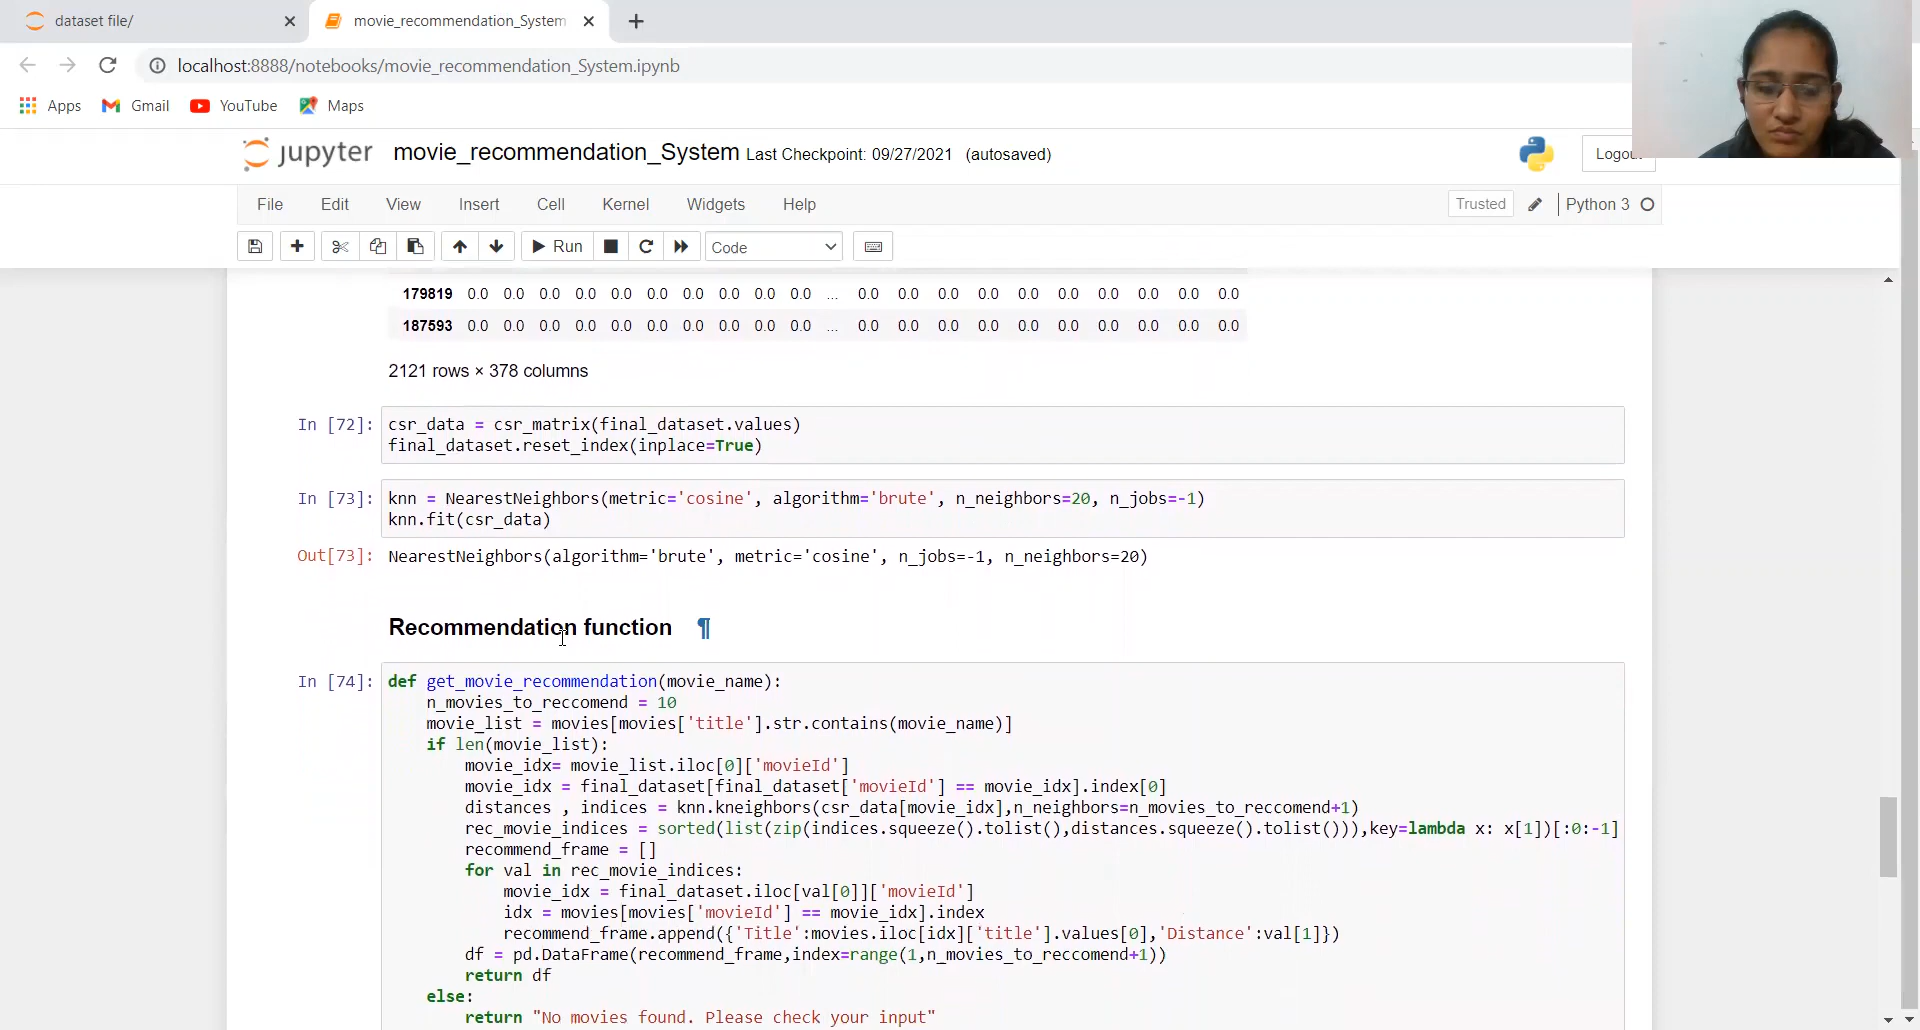 dataset file/
movie_recommendation_System
localhost:8888/notebooks/movie_recommendation_System.ipynb
Apps Gmail YouTube Maps
jupyter movie_recommendation_System Last Checkpoint: 09/27/2021 (autosaved)
Logout
File Edit View Insert Cell Kernel Widgets Help
Trusted Python 3
Run Code
179819 0.0 0.0 0.0 0.0 0.0 0.0 0.0 0.0 0.0 0.0 ... 0.0 0.0 0.0 0.0 0.0 0.0 0.0 0.0 0.0 0.0
187593 0.0 0.0 0.0 0.0 0.0 0.0 0.0 0.0 0.0 0.0 ... 0.0 0.0 0.0 0.0 0.0 0.0 0.0 0.0 0.0 0.0
2121 rows × 378 columns
In [72]: csr_data = csr_matrix(final_dataset.values)
final_dataset.reset_index(inplace=True)
In [73]: knn = NearestNeighbors(metric='cosine', algorithm='brute', n_neighbors=20, n_jobs=-1)
knn.fit(csr_data)
Out[73]: NearestNeighbors(algorithm='brute', metric='cosine', n_jobs=-1, n_neighbors=20)
Recommendation function ¶
In [74]: def get_movie_recommendation(movie_name):
n_movies_to_reccomend = 10
movie_list = movies[movies['title'].str.contains(movie_name)]
if len(movie_list):
movie_idx= movie_list.iloc[0]['movieId']
movie_idx = final_dataset[final_dataset['movieId'] == movie_idx].index[0]
distances , indices = knn.kneighbors(csr_data[movie_idx],n_neighbors=n_movies_to_reccomend+1)
rec_movie_indices = sorted(list(zip(indices.squeeze().tolist(),distances.squeeze().tolist())),key=lambda x: x[1])[:0:-1]
recommend_frame = []
for val in rec_movie_indices:
movie_idx = final_dataset.iloc[val[0]]['movieId']
idx = movies[movies['movieId'] == movie_idx].index
recommend_frame.append({'Title':movies.iloc[idx]['title'].values[0],'Distance':val[1]})
df = pd.DataFrame(recommend_frame,index=range(1,n_movies_to_reccomend+1))
return df
else:
return "No movies found. Please check your input"